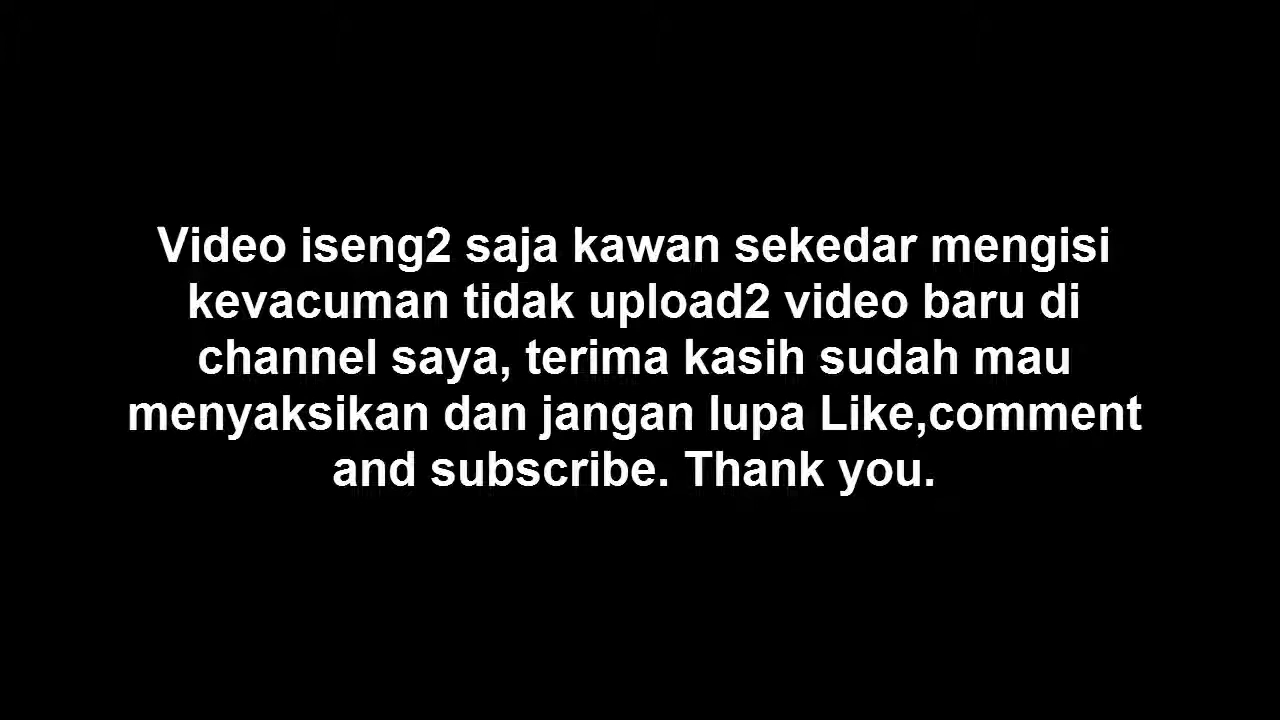 Video iseng2 saja kawan sekedar mengisi
kevacuman tidak upload2 video baru di
channel saya, terima kasih sudah mau
menyaksikan dan jangan lupa Like,comment
and subscribe. Thank you.